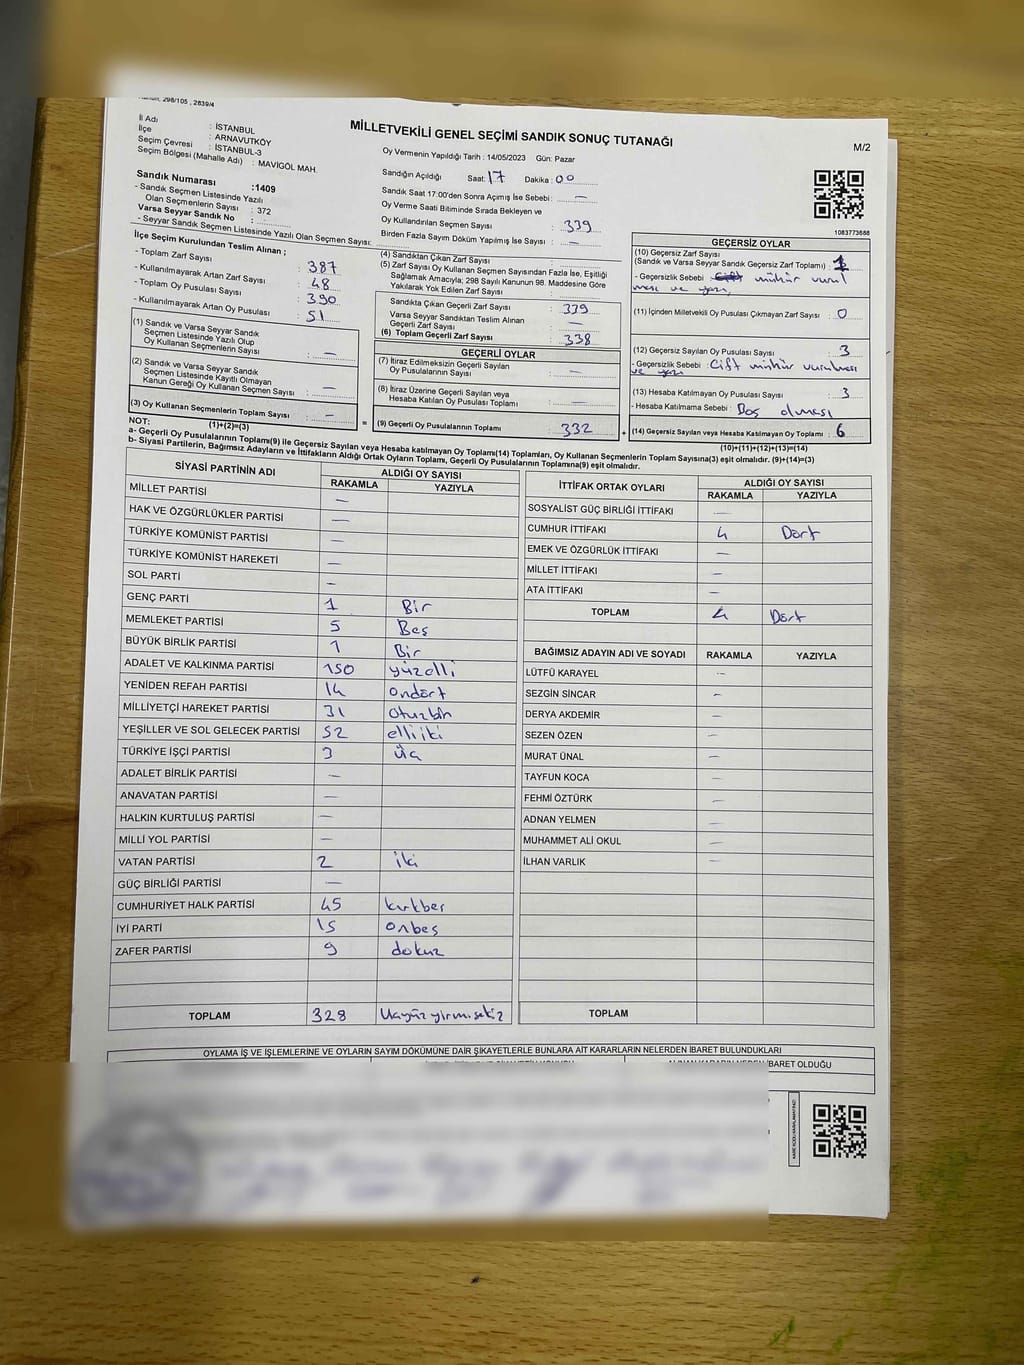 298/105 , 2839/4
MİLLETVEKİLİ GENEL SEÇİMİ SANDIK SONUÇ TUTANAĞI
M/2
İl Adı : İSTANBUL
İlçe : ARNAVUTKÖY
Seçim Çevresi : İSTANBUL-3
Seçim Bölgesi (Mahalle Adı) : MAVİGÖL MAH.
Oy Vermenin Yapıldığı Tarih : 14/05/2023 Gün: Pazar
Sandığın Açıldığı Saat: 17 Dakika : 00
Sandık Saat 17:00'den Sonra Açımış İse Sebebi : —
Oy Verme Saati Bitiminde Sırada Bekleyen ve
Oy Kullandırılan Seçmen Sayısı : 339
Birden Fazla Sayım Döküm Yapılmış İse Sayısı : —
Sandık Numarası :1409
- Sandık Seçmen Listesinde Yazılı
Olan Seçmenlerin Sayısı : 372
Varsa Seyyar Sandık No :
- Seyyar Sandık Seçmen Listesinde Yazılı Olan Seçmen Sayısı:
1083773688
İlçe Seçim Kurulundan Teslim Alınan ;
- Toplam Zarf Sayısı : 387
- Kullanılmayarak Artan Zarf Sayısı : 48
- Toplam Oy Pusulası Sayısı : 390
- Kullanılmayarak Artan Oy Pusulası : 51
(1) Sandık ve Varsa Seyyar Sandık
Seçmen Listesinde Yazılı Olup
Oy Kullanan Seçmenlerin Sayısı : —
(2) Sandık ve Varsa Seyyar Sandık
Seçmen Listesinde Kayıtlı Olmayan
Kanun Gereği Oy Kullanan Seçmen Sayısı : —
(3) Oy Kullanan Seçmenlerin Toplam Sayısı : —
(1)+(2)=(3)
(4) Sandıktan Çıkan Zarf Sayısı :
(5) Zarf Sayısı Oy Kullanan Seçmen Sayısından Fazla İse, Eşitliği
Sağlamak Amacıyla; 298 Sayılı Kanunun 98. Maddesine Göre
Yakılarak Yok Edilen Zarf Sayısı :
Sandıkta Çıkan Geçerli Zarf Sayısı : 339
Varsa Seyyar Sandıktan Teslim Alınan
Geçerli Zarf Sayısı : —
(6) Toplam Geçerli Zarf Sayısı : 338
GEÇERLİ OYLAR
(7) İtiraz Edilmeksizin Geçerli Sayılan
Oy Pusulalarının Sayısı : —
(8) İtiraz Üzerine Geçerli Sayılan veya
Hesaba Katılan Oy Pusulası Toplamı : —
= (9) Geçerli Oy Pusulalarının Toplamı : 332 +
GEÇERSİZ OYLAR
(10) Geçersiz Zarf Sayısı
(Sandık ve Varsa Seyyar Sandık Geçersiz Zarf Toplamı) : 1
- Geçersizlik Sebebi : Çift mühür vurul
ması ve yazı
(11) İçinden Milletvekili Oy Pusulası Çıkmayan Zarf Sayısı : 0
(12) Geçersiz Sayılan Oy Pusulası Sayısı : 3
- Geçersizlik Sebebi : Çift mühür vurulması
ve yazı
(13) Hesaba Katılmayan Oy Pusulası Sayısı : 3
- Hesaba Katılmama Sebebi : Boş olması
(14) Geçersiz Sayılan veya Hesaba Katılmayan Oy Toplamı : 6
(10)+(11)+(12)+(13)=(14)
NOT:
a- Geçerli Oy Pusulalarının Toplamı(9) ile Geçersiz Sayılan veya Hesaba katılmayan Oy Toplamı(14) Toplamları, Oy Kullanan Seçmenlerin Toplam Sayısına(3) eşit olmalıdır. (9)+(14)=(3)
b- Siyasi Partilerin, Bağımsız Adayların ve İttifakların Aldığı Ortak Oyların Toplamı, Geçerli Oy Pusulalarının Toplamına(9) eşit olmalıdır.
SİYASİ PARTİNİN ADI ALDIĞI OY SAYISI
RAKAMLA YAZIYLA
MİLLET PARTİSİ —
HAK VE ÖZGÜRLÜKLER PARTİSİ —
TÜRKİYE KOMÜNİST PARTİSİ —
TÜRKİYE KOMÜNİST HAREKETİ —
SOL PARTİ —
GENÇ PARTİ 1 Bir
MEMLEKET PARTİSİ 5 Beş
BÜYÜK BİRLİK PARTİSİ 1 Bir
ADALET VE KALKINMA PARTİSİ 150 yüzelli
YENİDEN REFAH PARTİSİ 14 ondört
MİLLİYETÇİ HAREKET PARTİSİ 31 otuzbir
YEŞİLLER VE SOL GELECEK PARTİSİ 52 elliiki
TÜRKİYE İŞÇİ PARTİSİ 3 üç
ADALET BİRLİK PARTİSİ —
ANAVATAN PARTİSİ —
HALKIN KURTULUŞ PARTİSİ —
MİLLİ YOL PARTİSİ —
VATAN PARTİSİ 2 iki
GÜÇ BİRLİĞİ PARTİSİ —
CUMHURİYET HALK PARTİSİ 45 kırkbeş
İYİ PARTİ 15 onbeş
ZAFER PARTİSİ 9 dokuz
TOPLAM 328 üçyüzyirmisekiz
İTTİFAK ORTAK OYLARI ALDIĞI OY SAYISI
RAKAMLA YAZIYLA
SOSYALİST GÜÇ BİRLİĞİ İTTİFAKI —
CUMHUR İTTİFAKI 4 Dört
EMEK VE ÖZGÜRLÜK İTTİFAKI —
MİLLET İTTİFAKI —
ATA İTTİFAKI —
TOPLAM 4 Dört
BAĞIMSIZ ADAYIN ADI VE SOYADI RAKAMLA YAZIYLA
LÜTFÜ KARAYEL —
SEZGİN SİNCAR —
DERYA AKDEMİR —
SEZEN ÖZEN —
MURAT ÜNAL —
TAYFUN KOCA —
FEHMİ ÖZTÜRK —
ADNAN YELMEN —
MUHAMMET ALİ OKUL —
İLHAN VARLIK —
TOPLAM
OYLAMA İŞ VE İŞLEMLERİNE VE OYLARIN SAYIM DÖKÜMÜNE DAİR ŞİKAYETLERLE BUNLARA AİT KARARLARIN NELERDEN İBARET BULUNDUKLARI
ALINAN KARARIN NEDEN İBARET OLDUĞU